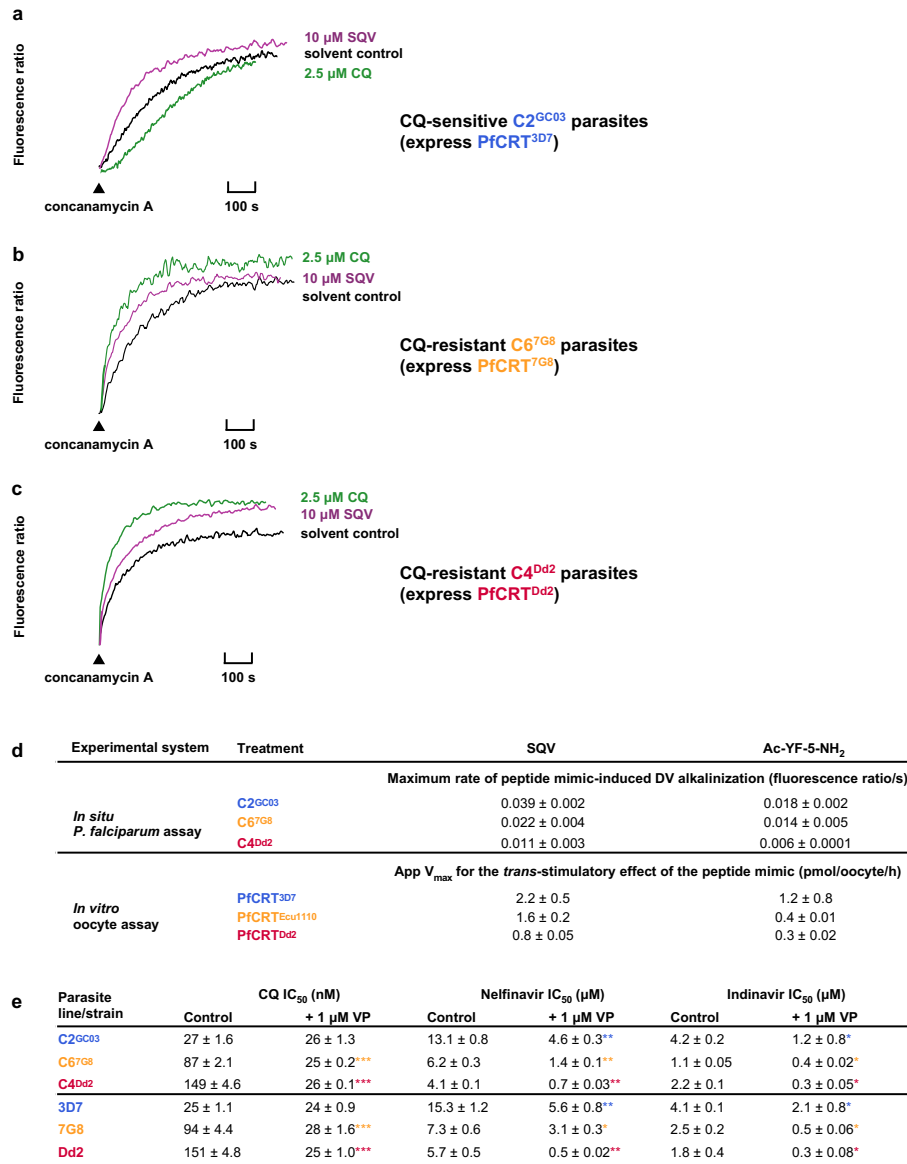 a
Fluorescence ratio
10 µM SQV
solvent control
2.5 µM CQ
CQ-sensitive C2GC03 parasites
(express PfCRT3D7)
concanamycin A
100 s
b
Fluorescence ratio
2.5 µM CQ
10 µM SQV
solvent control
CQ-resistant C67G8 parasites
(express PfCRT7G8)
concanamycin A
100 s
c
Fluorescence ratio
2.5 µM CQ
10 µM SQV
solvent control
CQ-resistant C4Dd2 parasites
(express PfCRTDd2)
concanamycin A
100 s
d
Experimental system Treatment SQV Ac-YF-5-NH2
Maximum rate of peptide mimic-induced DV alkalinization (fluorescence ratio/s)
In situ
P. falciparum assay
C2GC03 0.039 ± 0.002 0.018 ± 0.002
C67G8 0.022 ± 0.004 0.014 ± 0.005
C4Dd2 0.011 ± 0.003 0.006 ± 0.0001
App Vmax for the trans-stimulatory effect of the peptide mimic (pmol/oocyte/h)
In vitro
oocyte assay
PfCRT3D7 2.2 ± 0.5 1.2 ± 0.8
PfCRTEcu1110 1.6 ± 0.2 0.4 ± 0.01
PfCRTDd2 0.8 ± 0.05 0.3 ± 0.02
e
Parasite
line/strain
CQ IC50 (nM) Nelfinavir IC50 (µM) Indinavir IC50 (µM)
Control + 1 µM VP Control + 1 µM VP Control + 1 µM VP
C2GC03 27 ± 1.6 26 ± 1.3 13.1 ± 0.8 4.6 ± 0.3** 4.2 ± 0.2 1.2 ± 0.8*
C67G8 87 ± 2.1 25 ± 0.2*** 6.2 ± 0.3 1.4 ± 0.1** 1.1 ± 0.05 0.4 ± 0.02*
C4Dd2 149 ± 4.6 26 ± 0.1*** 4.1 ± 0.1 0.7 ± 0.03** 2.2 ± 0.1 0.3 ± 0.05*
3D7 25 ± 1.1 24 ± 0.9 15.3 ± 1.2 5.6 ± 0.8** 4.1 ± 0.1 2.1 ± 0.8*
7G8 94 ± 4.4 28 ± 1.6*** 7.3 ± 0.6 3.1 ± 0.3* 2.5 ± 0.2 0.5 ± 0.06*
Dd2 151 ± 4.8 25 ± 1.0*** 5.7 ± 0.5 0.5 ± 0.02** 1.8 ± 0.4 0.3 ± 0.08*